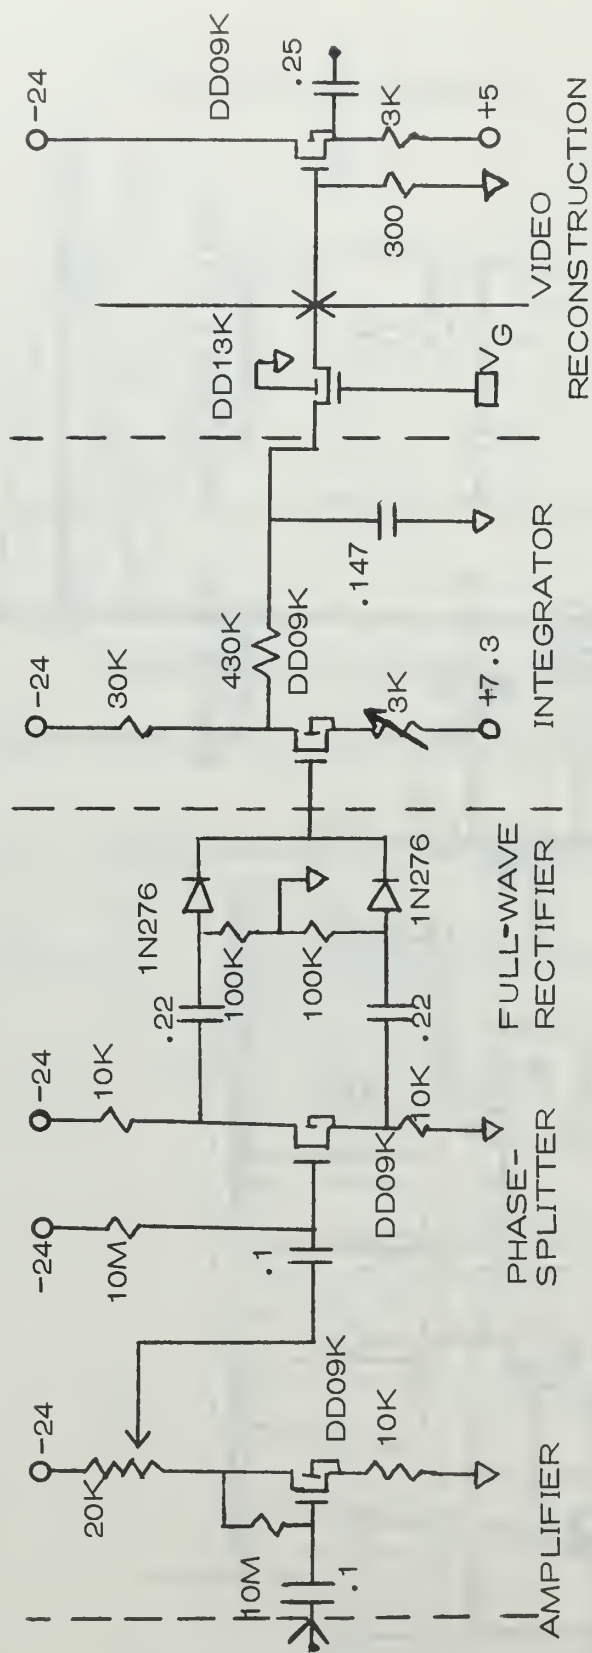 -24
20K
10M
.1
DD09K
10K
AMPLIFIER
-24
10M
.1
-24
10K
DD09K
10K
PHASE-
SPLITTER
.22
.22
100K
100K
1N276
1N276
FULL-WAVE
RECTIFIER
-24
30K
430K
DD09K
3K
+7.3
.147
INTEGRATOR
DD13K
VG
-24
DD09K
.25
300
3K
+5
VIDEO
RECONSTRUCTION